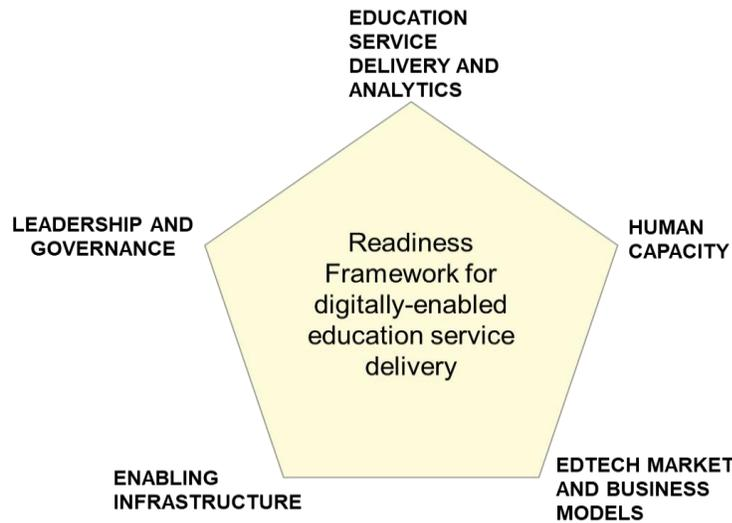 EDUCATION
SERVICE
DELIVERY AND
ANALYTICS
LEADERSHIP AND
GOVERNANCE
HUMAN
CAPACITY
Readiness
Framework for
digitally-enabled
education service
delivery
ENABLING
INFRASTRUCTURE
EDTECH MARKET
AND BUSINESS
MODELS